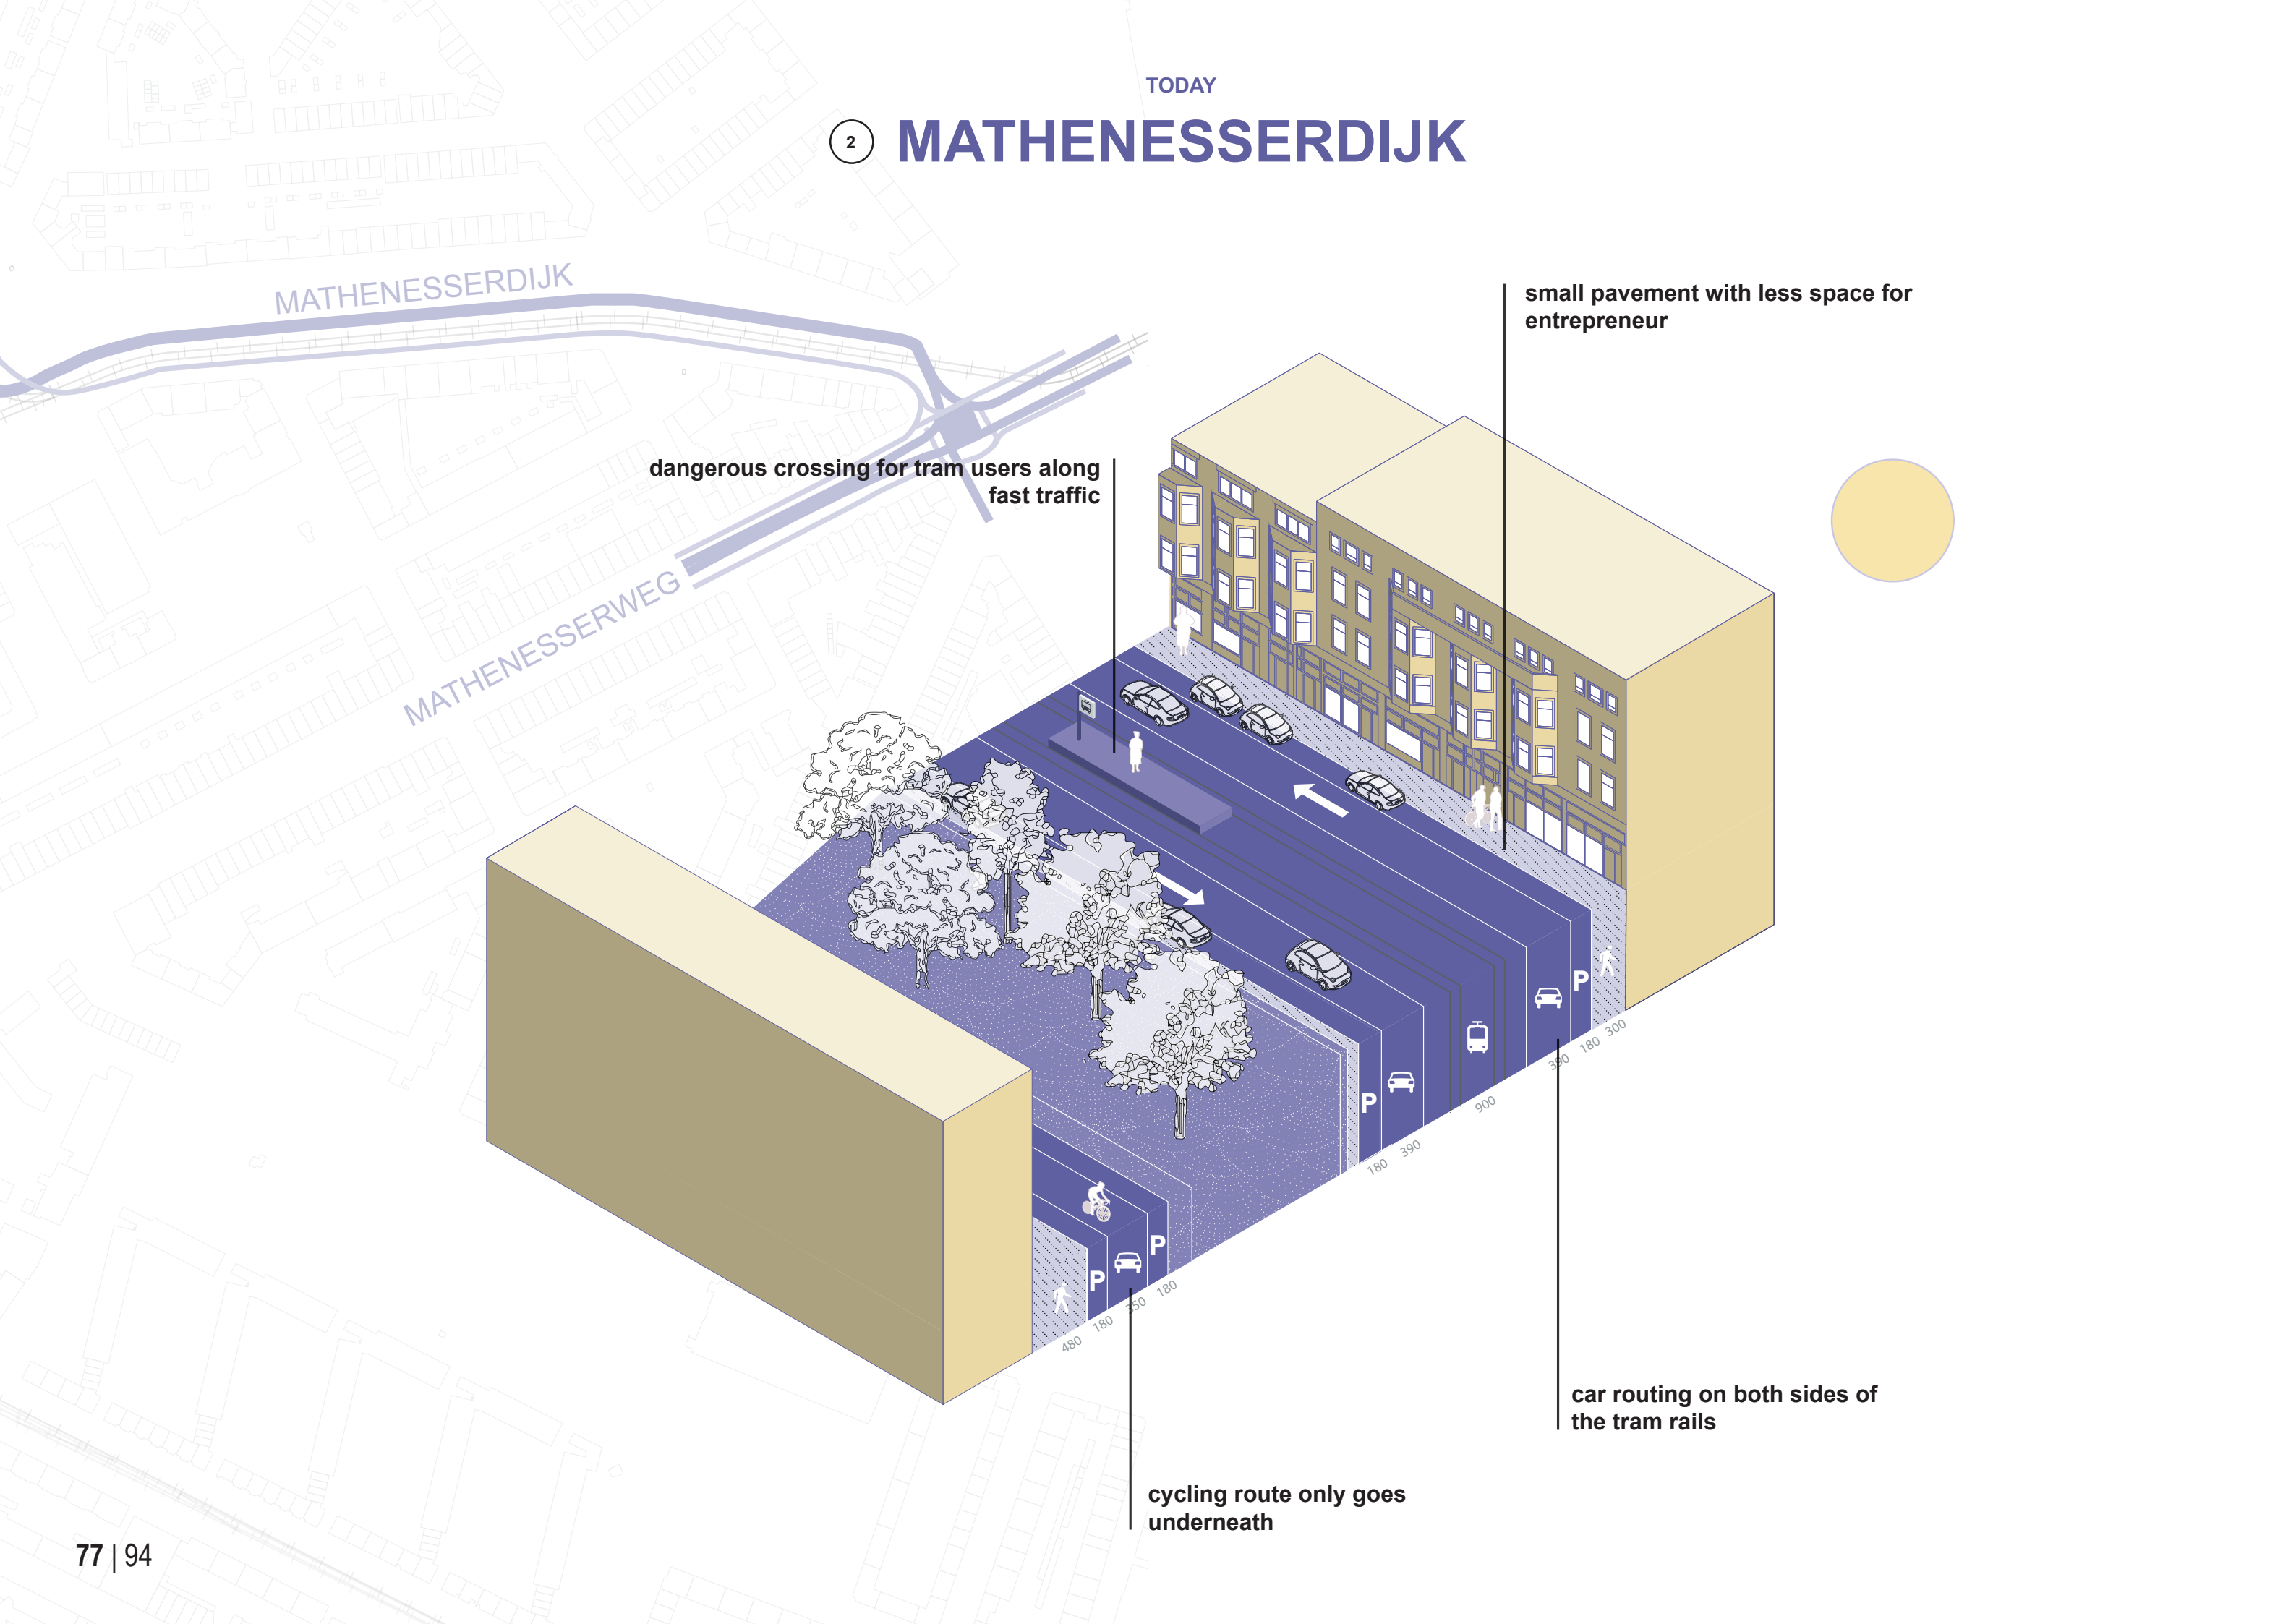 TODAY
2 MATHENESSERDIJK
MATHENESSERDIJK
small pavement with less space for
entrepreneur
dangerous crossing for tram users along
fast traffic
MATHENESSERWEG
P
300
180
390
900
P
390
180
P
P
180
350
180
480
car routing on both sides of
the tram rails
cycling route only goes
underneath
77 | 94